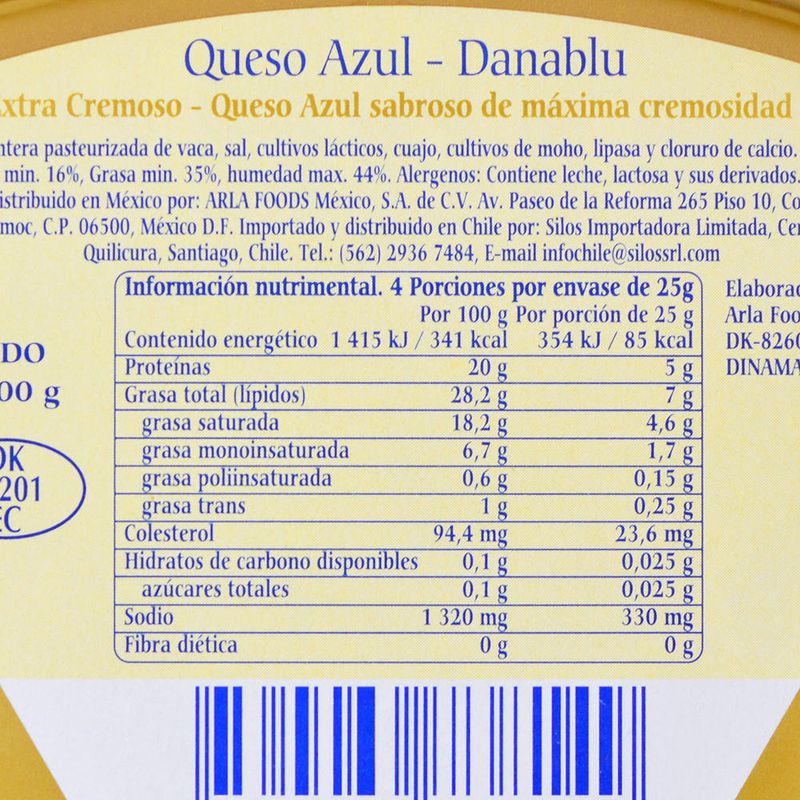 Queso Azul - Danablu
xtra Cremoso - Queso Azul sabroso de máxima cremosidad
ntera pasteurizada de vaca, sal, cultivos lácticos, cuajo, cultivos de moho, lipasa y cloruro de calcio.
min. 16%, Grasa min. 35%, humedad max. 44%. Alergenos: Contiene leche, lactosa y sus derivados.
istribuido en México por: ARLA FOODS México, S.A. de C.V. Av. Paseo de la Reforma 265 Piso 10, Co
moc, C.P. 06500, México D.F. Importado y distribuido en Chile por: Silos Importadora Limitada, Cer
Quilicura, Santiago, Chile. Tel.: (562) 2936 7484, E-mail infochile@silossrl.com
Información nutrimental. 4 Porciones por envase de 25g
Por 100 g Por porción de 25 g
Contenido energético 1 415 kJ / 341 kcal 354 kJ / 85 kcal
Proteínas 20 g 5 g
Grasa total (lípidos) 28,2 g 7 g
grasa saturada 18,2 g 4,6 g
grasa monoinsaturada 6,7 g 1,7 g
grasa poliinsaturada 0,6 g 0,15 g
grasa trans 1 g 0,25 g
Colesterol 94,4 mg 23,6 mg
Hidratos de carbono disponibles 0,1 g 0,025 g
azúcares totales 0,1 g 0,025 g
Sodio 1 320 mg 330 mg
Fibra diética 0 g 0 g
DO
00 g
DK
201
EC
Elaborad
Arla Foo
DK-8260
DINAMA